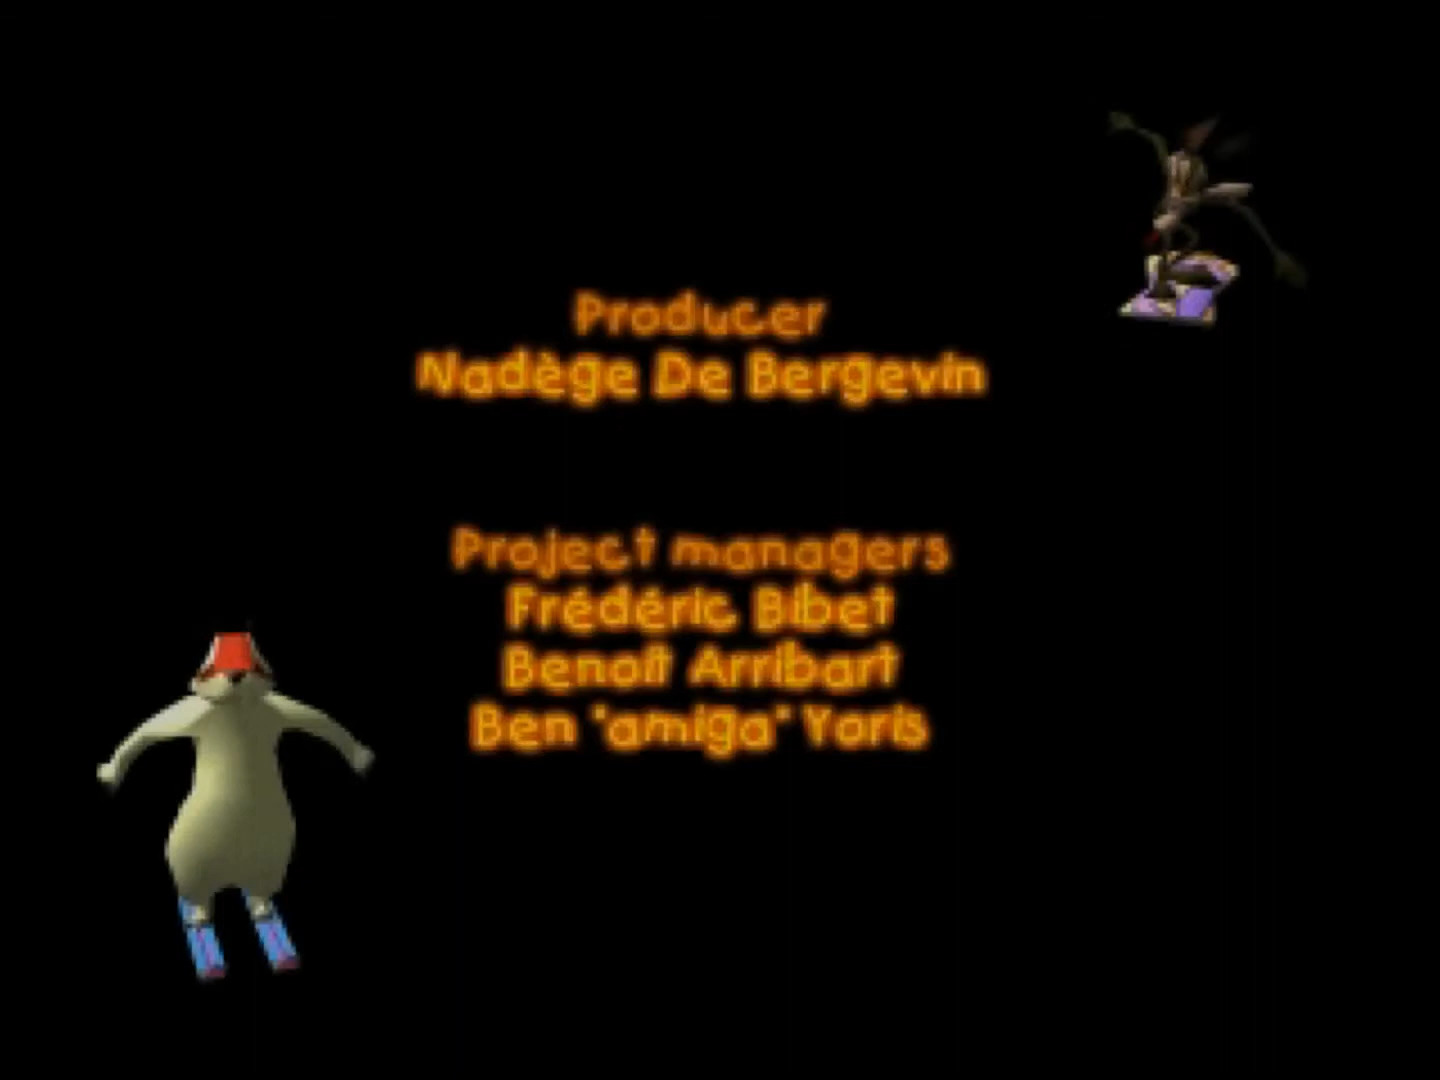 Producer
Nadège De Bergevin
Project managers
Frédéric Bibet
Benoît Arribart
Ben "amiga" Yoris